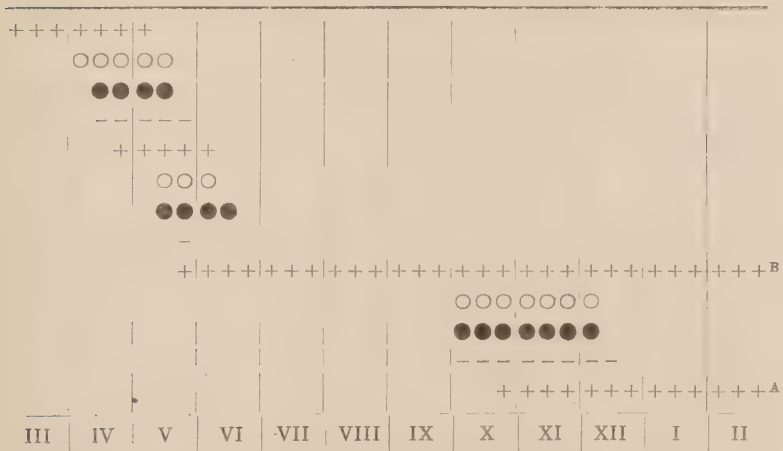 + + + + + + + +
○ ○ ○ ○ ○
● ● ● ●
– – – – –
+ + + + +
○ ○ ○
● ● ● ●
–
+ + + + + + + + + + + + + + + + + + + + + + + + + + + + B
○ ○ ○ ○ ○ ○ ○
● ● ● ● ● ● ●
– – – – – – – –
+ + + + + + + + + + + + + A
III IV V VI VII VIII IX X XI XII I II